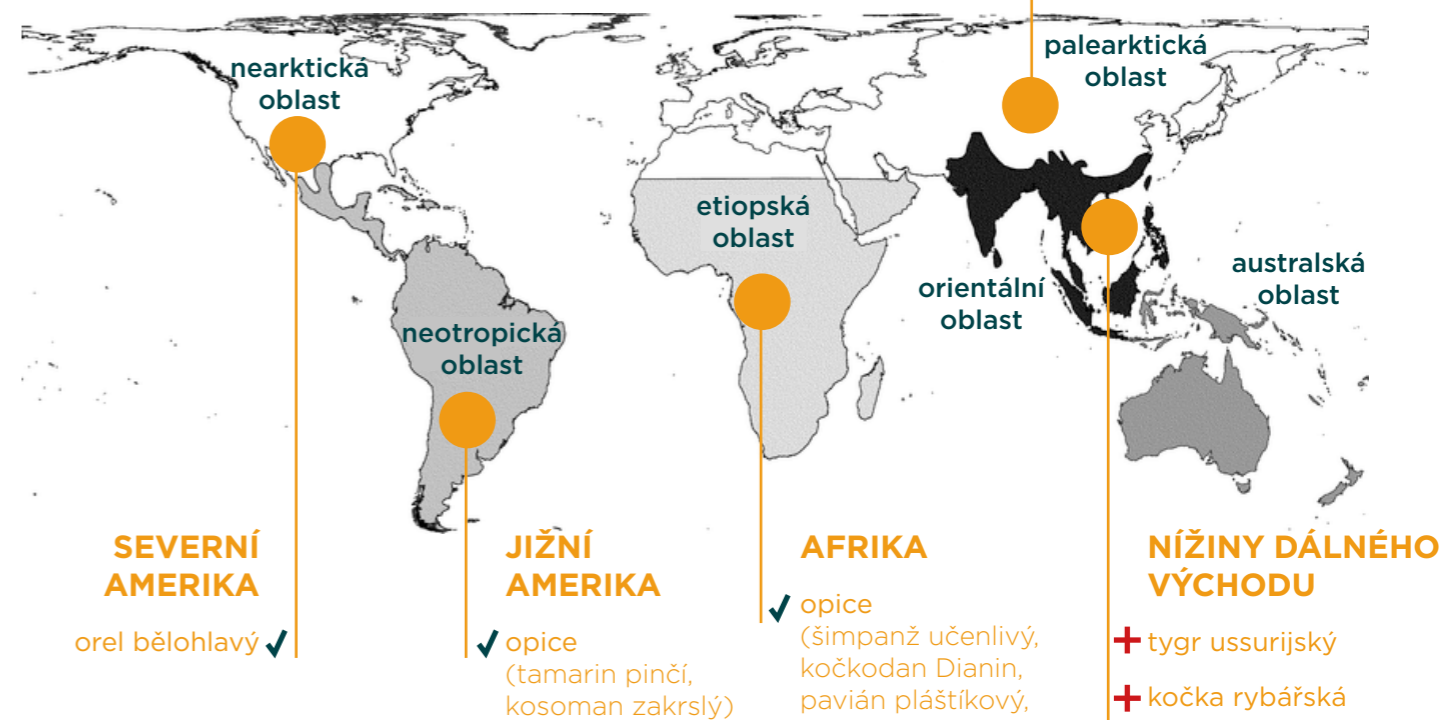 palearktická
oblast
nearktická
oblast
etiopská
oblast
orientální
oblast
australská
oblast
neotropická
oblast
SEVERNÍ
AMERIKA
orel bělohlavý
JIŽNÍ
AMERIKA
opice
(tamarin pinčí,
kosoman zakrslý)
AFRIKA
opice
(šimpanž učenlivý,
kočkodan Dianin,
pavián pláštíkový,
NÍŽINY DÁLNÉHO
VÝCHODU
tygr ussurijský
kočka rybářská